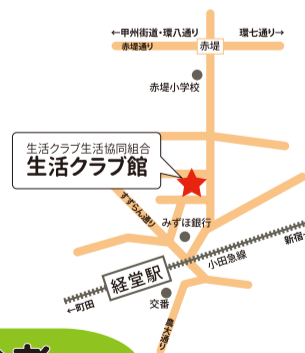 ←甲州街道・環八通り
環七通り→
赤堤通り
赤堤
赤堤小学校
生活クラブ生活協同組合
生活クラブ館
すずらん通り
みずほ銀行
小田急線
新宿→
経堂駅
←町田
交番
農大通り